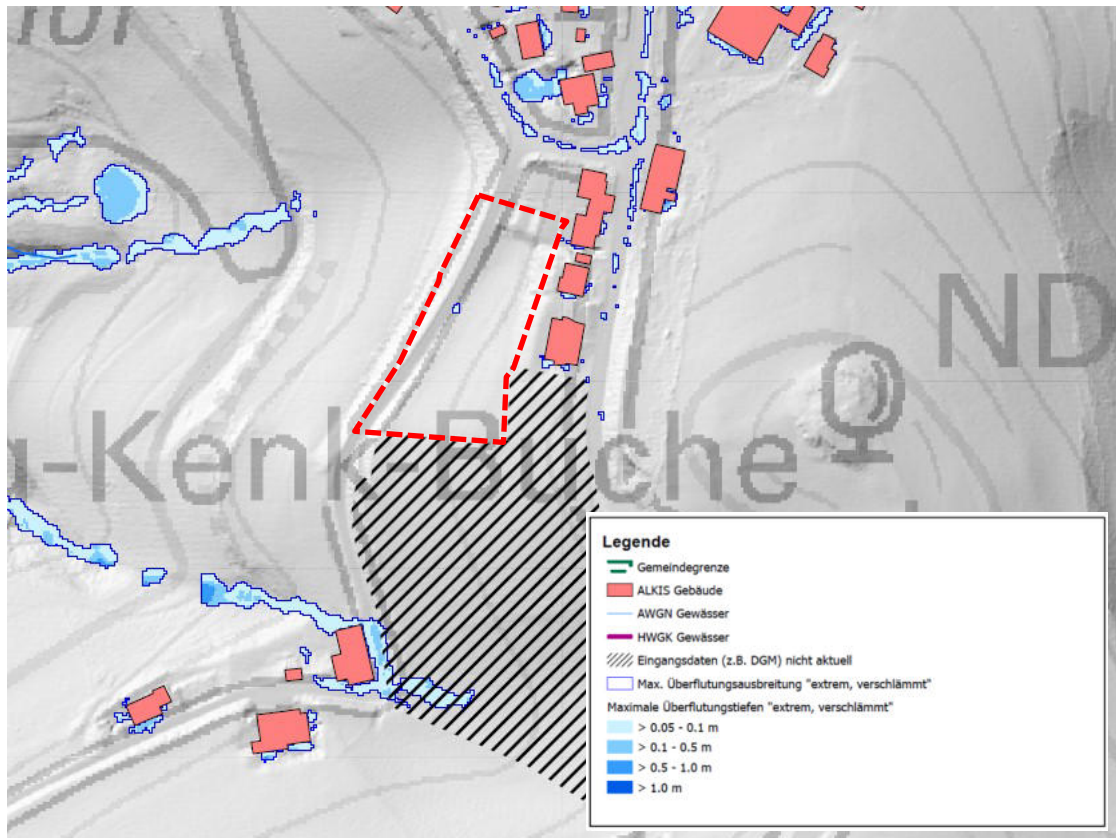 ND
-Kenk-Buche
Legende
Gemeindegrenze
ALKIS Gebäude
AWGN Gewässer
HWGK Gewässer
Eingangsdaten (z.B. DGM) nicht aktuell
Max. Überflutungsausbreitung "extrem, verschlämmt"
Maximale Überflutungstiefen "extrem, verschlämmt"
> 0.05 - 0.1 m
> 0.1 - 0.5 m
> 0.5 - 1.0 m
> 1.0 m